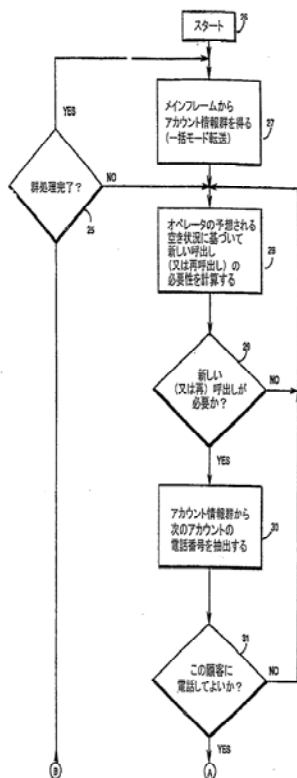 26
スタート
メインフレームから
アカウント情報群を得る
(一括モード転送)
27
YES
群処理完了?
NO
25
オペレータの予想される
空き状況に基づいて
新しい呼出し
(又は再呼出し)の
必要性を計算する
28
29
新しい
(又は再)呼出しが
必要か?
NO
YES
アカウント情報群から
次のアカウントの
電話番号を抽出する
30
31
この顧客に
電話してよいか?
NO
YES
B
A